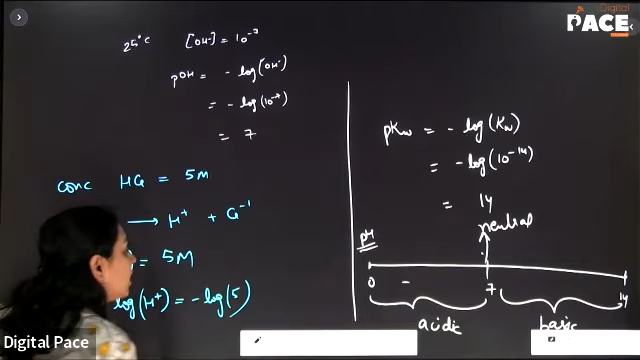 Digital
PACE
25°C [OH-] = 10⁻⁷
pOH = - log[OH-]
= - log(10⁻⁷)
= 7
conc HCl = 5M
→ H⁺ + Cl⁻¹
= 5M
log(H⁺) = -log(5)
pKw = - log(Kw)
= - log(10⁻¹⁴)
= 14
neutral
pH
0 7 14
acidic basic
Digital Pace